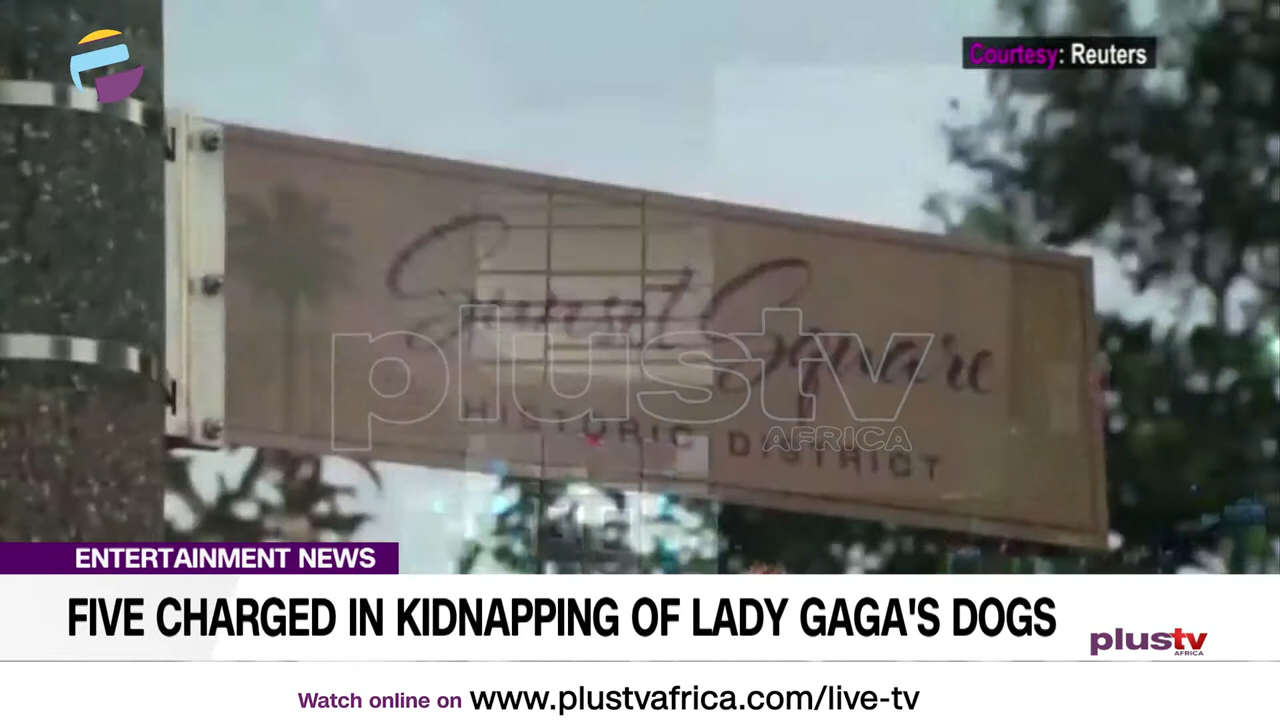 Courtesy: Reuters
Sunset Square
HISTORIC DISTRICT
plustv
AFRICA
ENTERTAINMENT NEWS
FIVE CHARGED IN KIDNAPPING OF LADY GAGA'S DOGS
plustv
AFRICA
Watch online on www.plustvafrica.com/live-tv